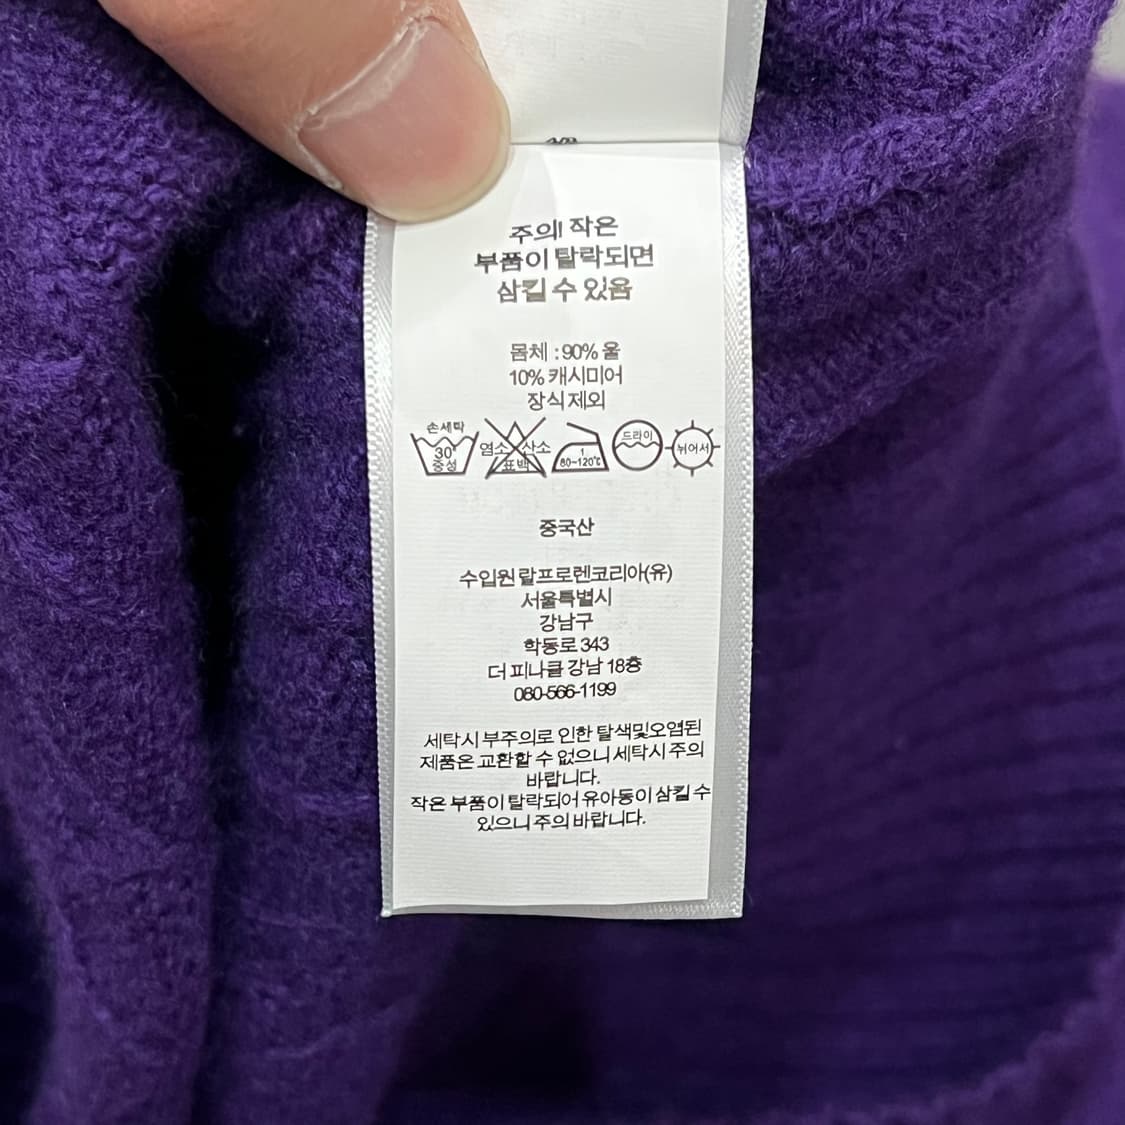 주의! 작은
부품이 탈락되면
삼킬 수 있음
몸체 : 90% 울
10% 캐시미어
장식 제외
손세탁
30°
중성
염소 산소
표백
1
80~120℃
드라이
뉘어서
중국산
수입원 랄프로렌코리아(유)
서울특별시
강남구
학동로 343
더 피나클 강남 18층
080-566-1199
세탁시 부주의로 인한 탈색및오염된
제품은 교환할 수 없으니 세탁시 주의
바랍니다.
작은 부품이 탈락되어 유아동이 삼킬 수
있으니 주의 바랍니다.